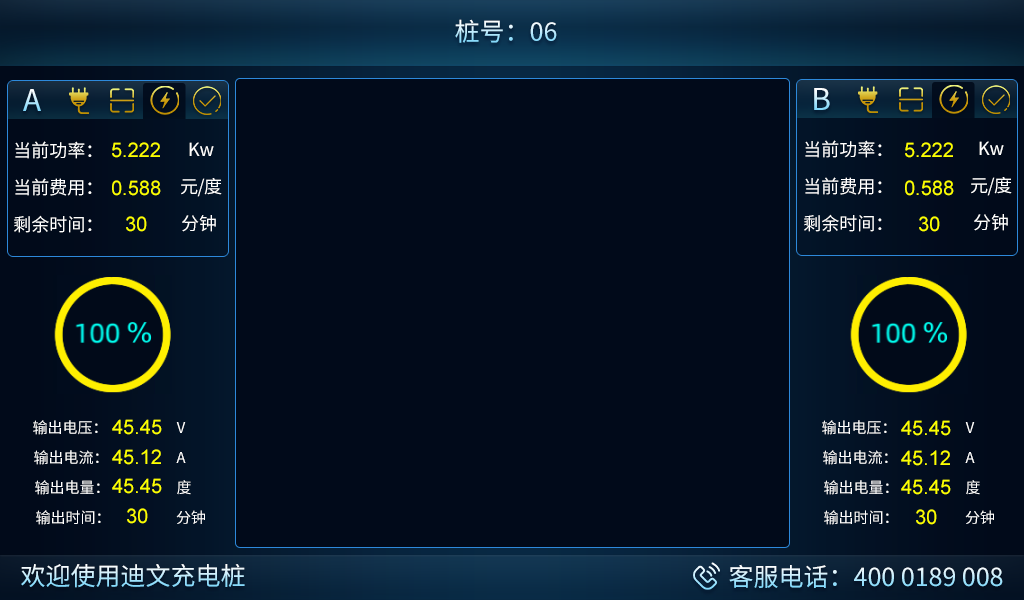 桩号：06
A
当前功率： 5.222 Kw
当前费用： 0.588 元/度
剩余时间： 30 分钟
100 %
输出电压： 45.45 V
输出电流： 45.12 A
输出电量： 45.45 度
输出时间： 30 分钟
B
当前功率： 5.222 Kw
当前费用： 0.588 元/度
剩余时间： 30 分钟
100 %
输出电压： 45.45 V
输出电流： 45.12 A
输出电量： 45.45 度
输出时间： 30 分钟
欢迎使用迪文充电桩
客服电话：400 0189 008